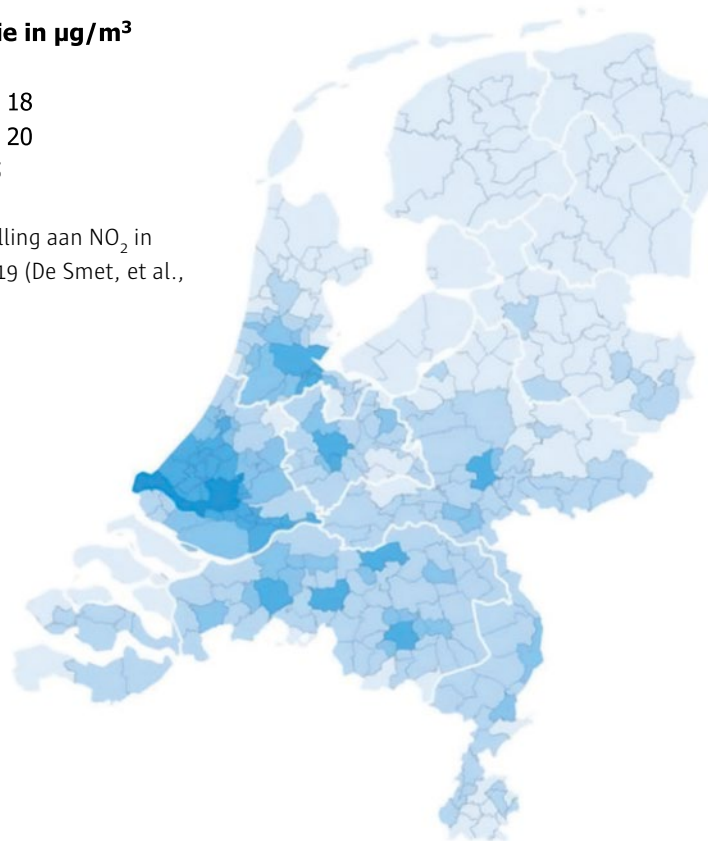 ie in µg/m³
18
20
lling aan NO₂ in
19 (De Smet, et al.,